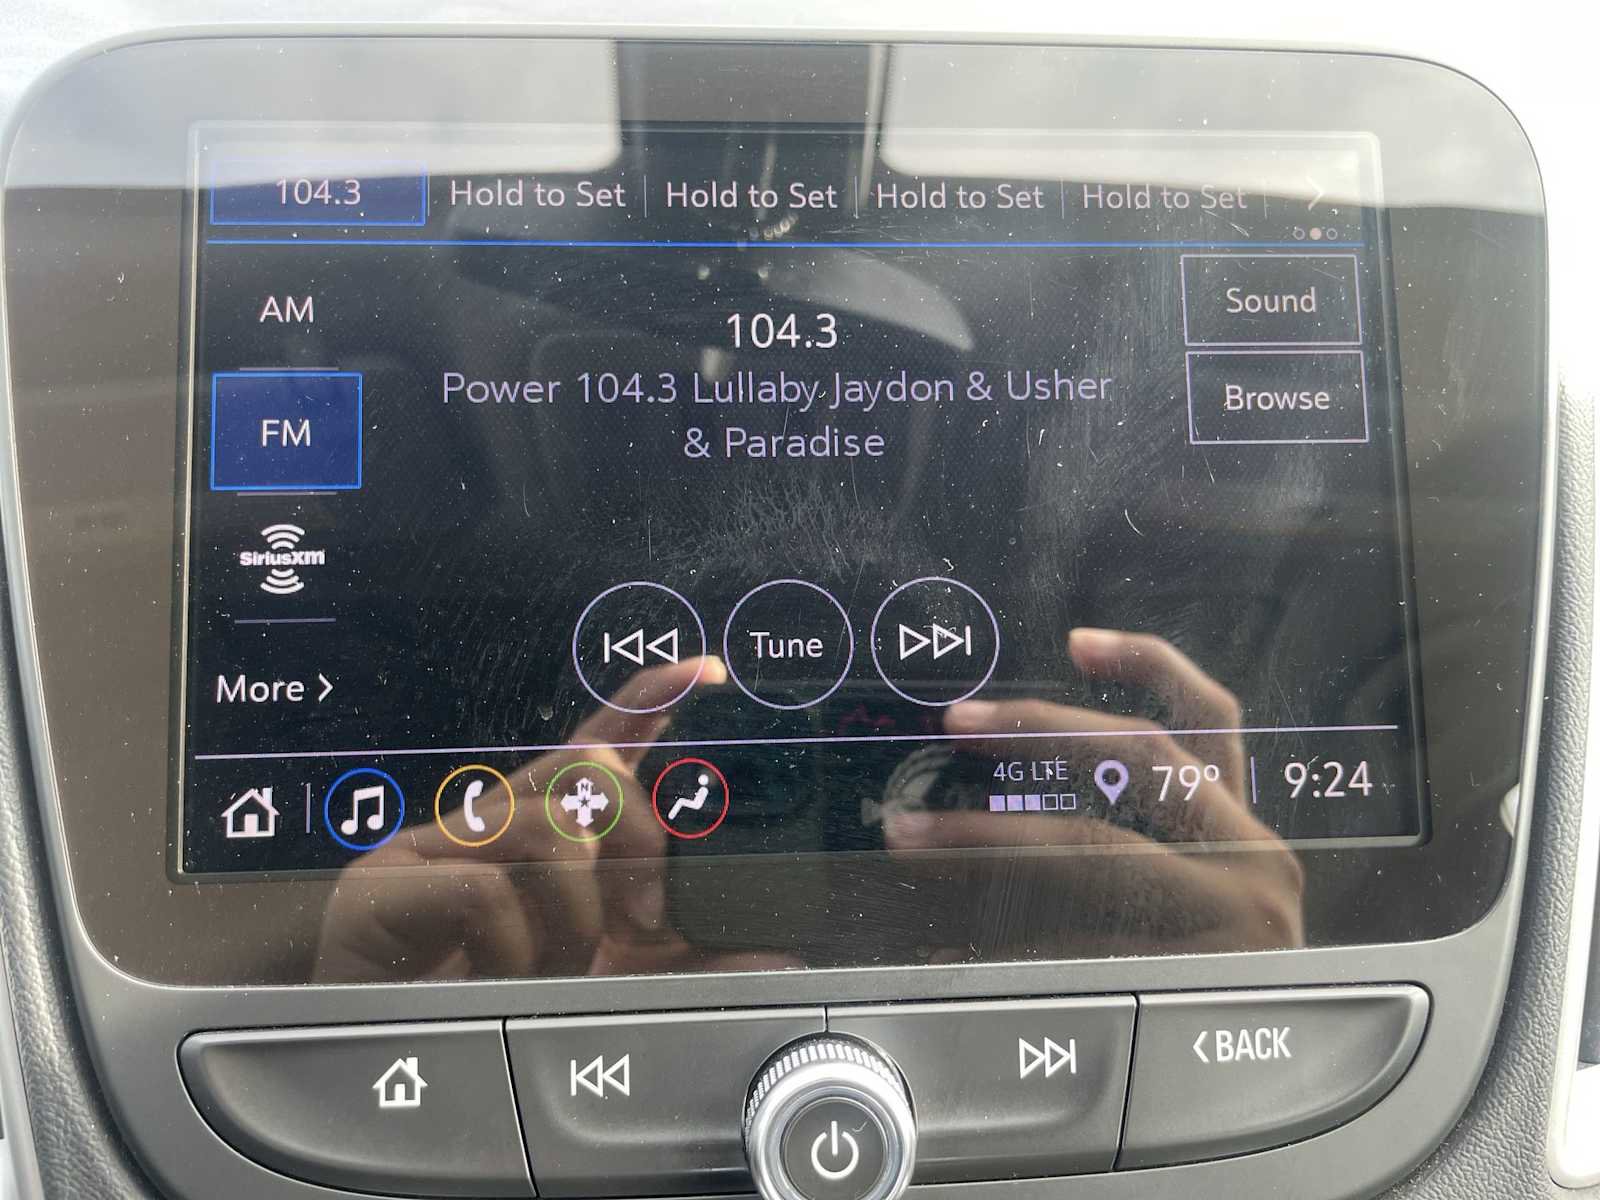 104.3 Hold to Set Hold to Set Hold to Set Hold to Set
AM
Sound
104.3
Power 104.3 Lullaby Jaydon & Usher
Browse
FM
& Paradise
SiriusXM
Tune
More
4G LTE
79° 9:24
N
BACK